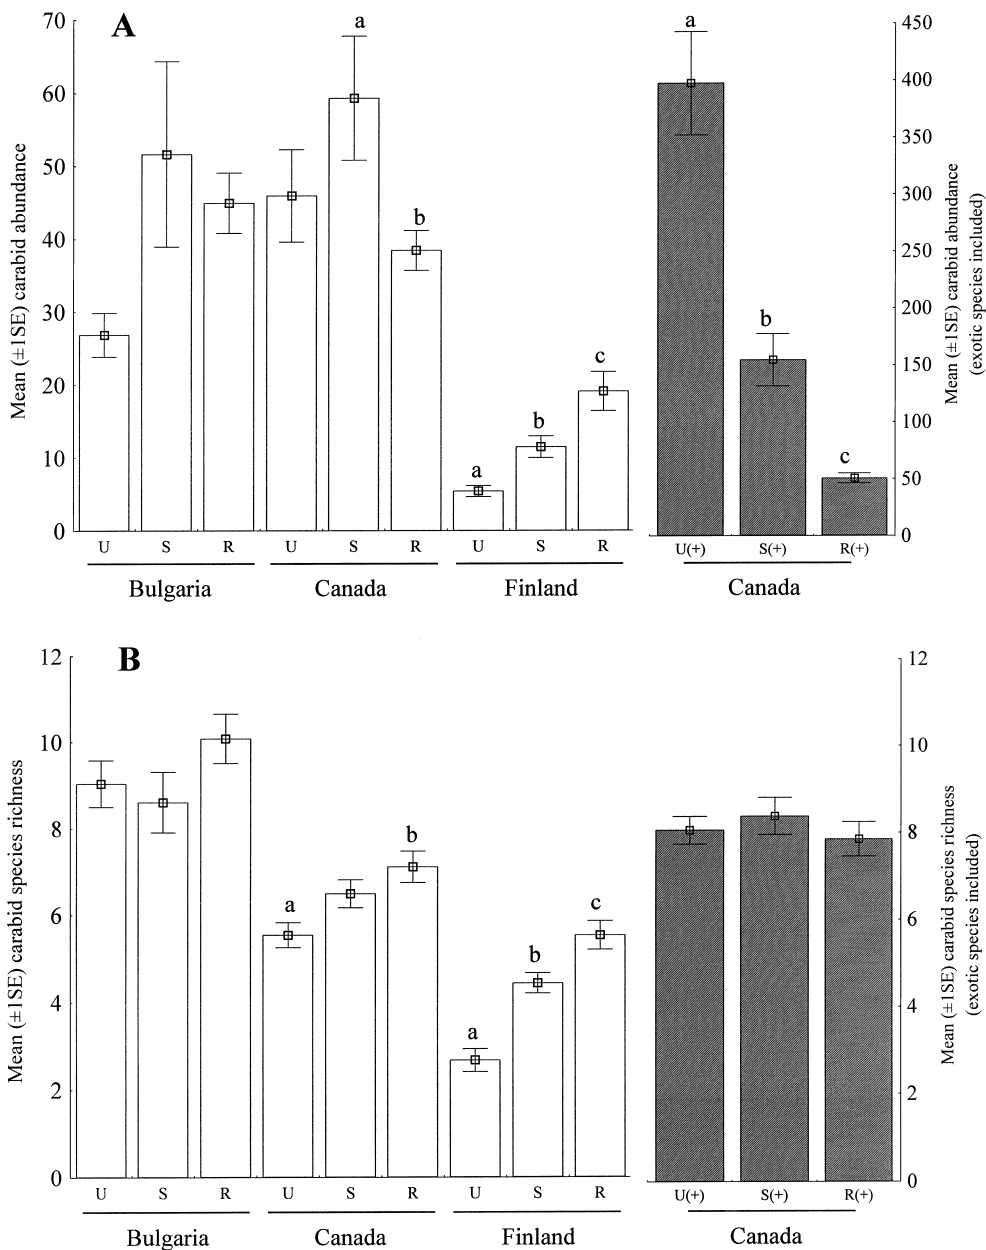 A
Mean (±1SE) carabid abundance
70
60
50
40
30
20
10
0
a
b
a
b
c
U S R U S R U S R
Bulgaria Canada Finland
a
b
c
450
400
350
300
250
200
150
100
50
0
Mean (±1SE) carabid abundance
(exotic species included)
U(+) S(+) R(+)
Canada
B
Mean (±1SE) carabid species richness
12
10
8
6
4
2
0
a
b
a
b
c
U S R U S R U S R
Bulgaria Canada Finland
12
10
8
6
4
2
0
Mean (±1SE) carabid species richness
(exotic species included)
U(+) S(+) R(+)
Canada